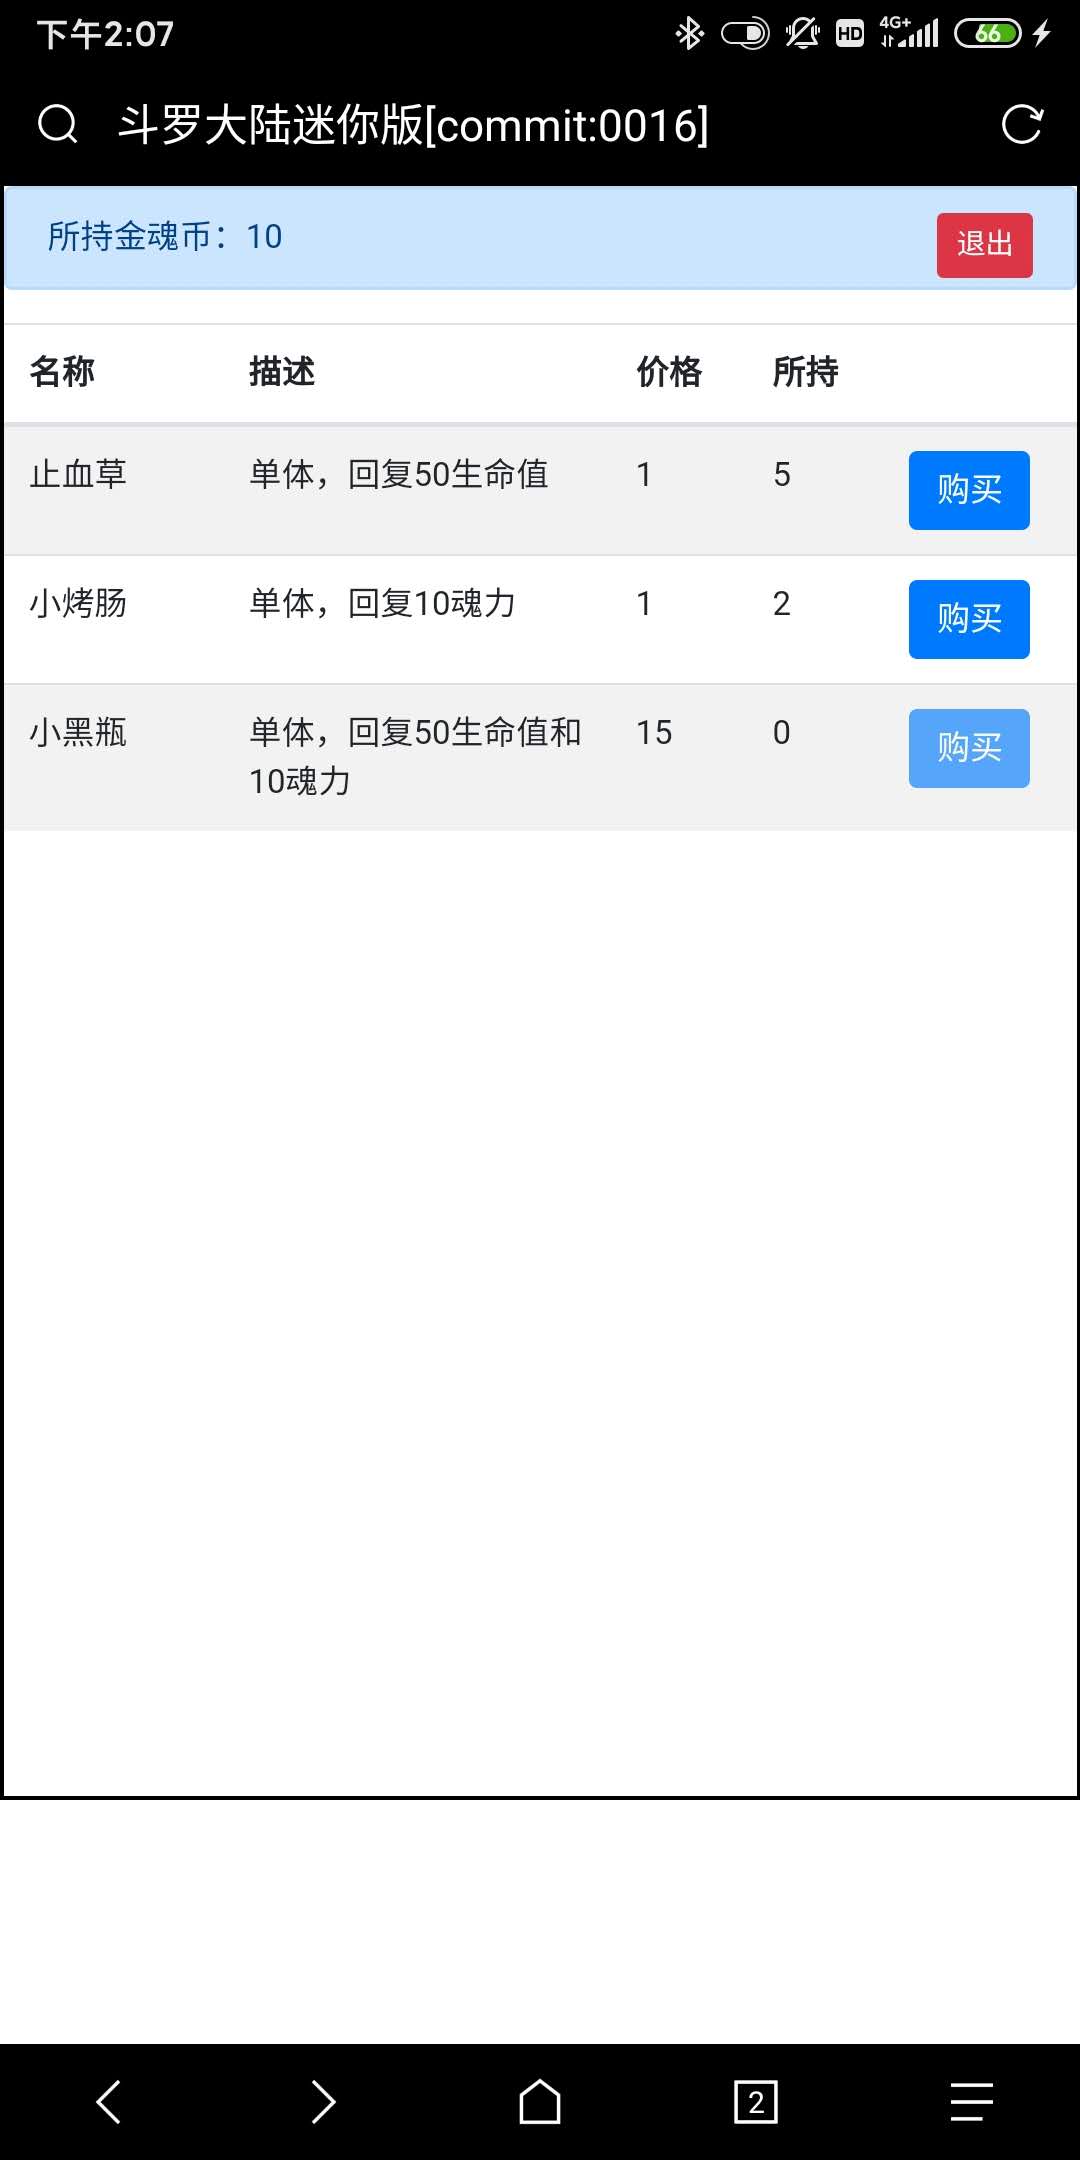 下午2:07
HD 4G+ 66
斗罗大陆迷你版[commit:0016]
所持金魂币：10
退出
名称 描述 价格 所持
止血草 单体，回复50生命值 1 5 购买
小烤肠 单体，回复10魂力 1 2 购买
小黑瓶 单体，回复50生命值和 15 0 购买
10魂力
2